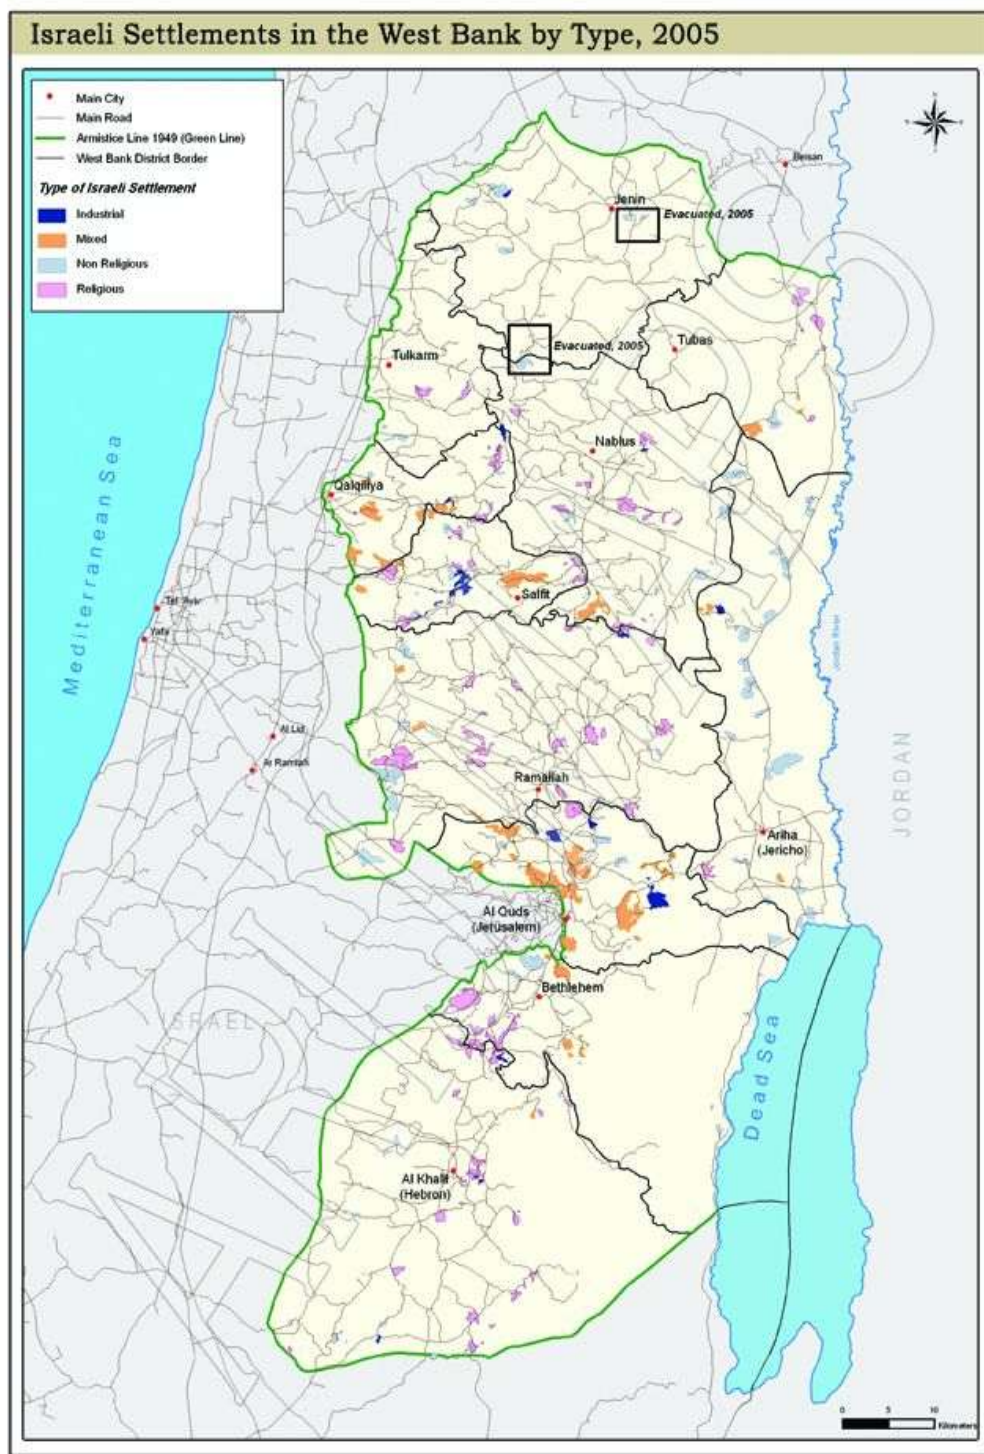 Israeli Settlements in the West Bank by Type, 2005
Main City
Main Road
Armistice Line 1949 (Green Line)
West Bank District Border
Type of Israeli Settlement
Industrial
Mixed
Non Religious
Religious
Beisan
Jenin
Evacuated, 2005
Evacuated, 2005
Tubas
Tulkarm
Nablus
Qalqiliya
Mediterranean Sea
Salfit
Tel Aviv
Yafa
Jordan River
Al Lid
Ar Ramlah
JORDAN
Ramallah
Ariha
(Jericho)
Al Quds
(Jerusalem)
Bethlehem
ISRAEL
Dead Sea
Al Khalil
(Hebron)
0 5 10
Kilometers